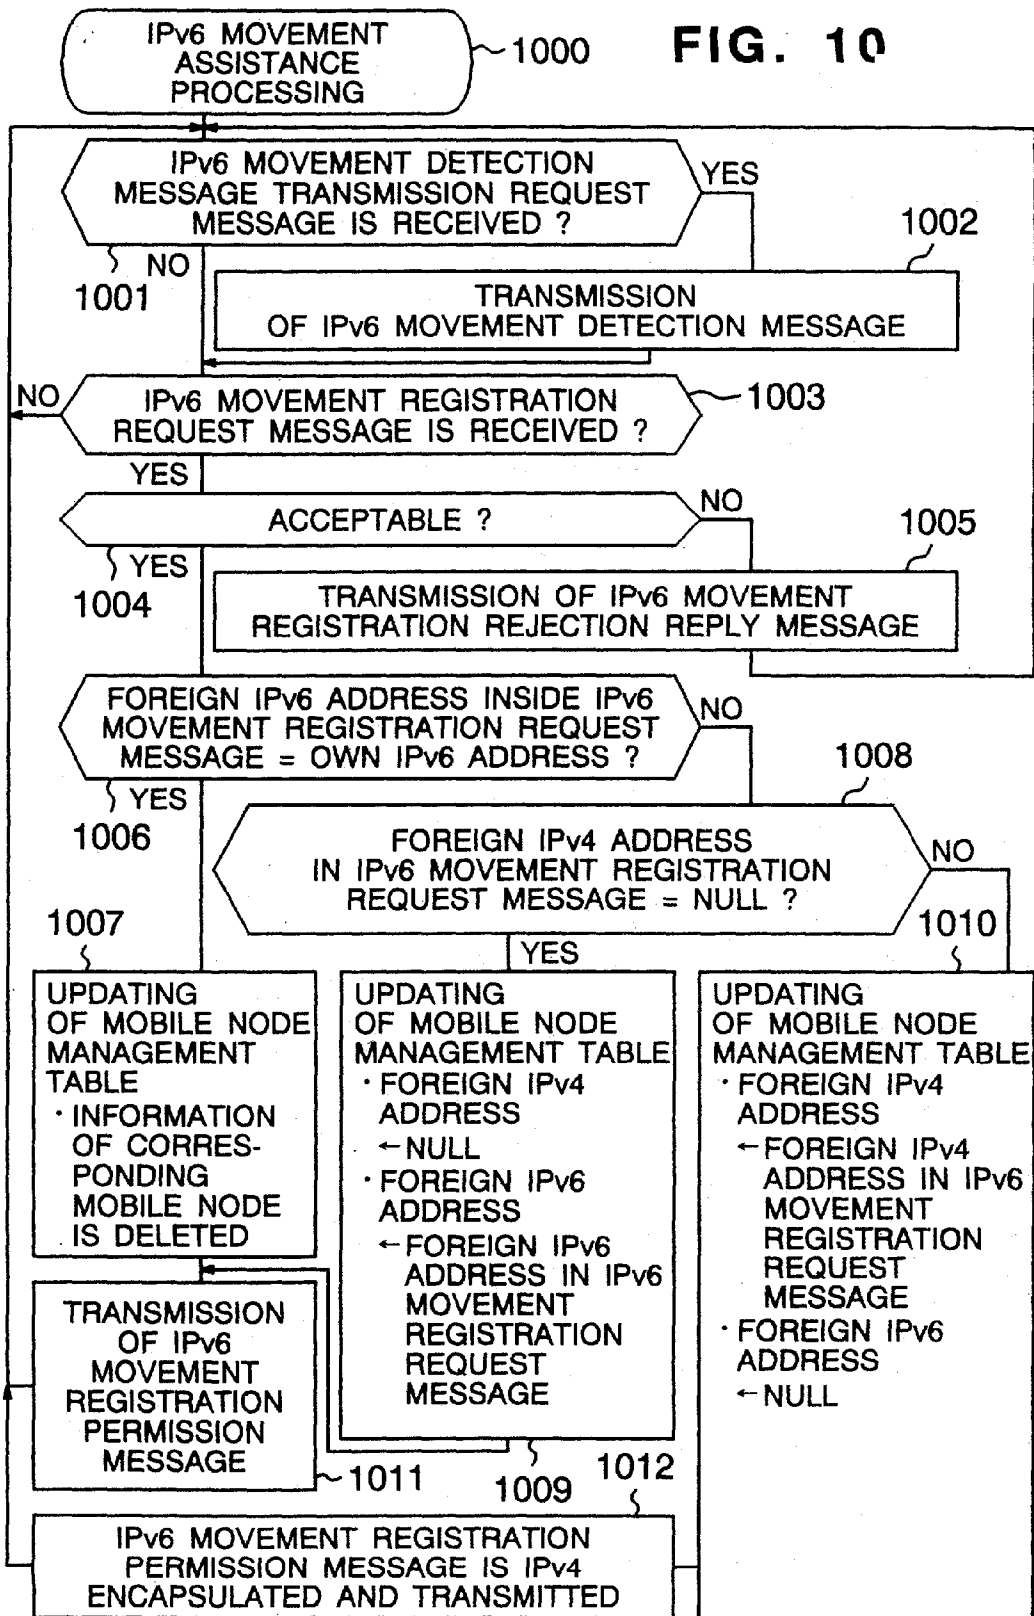 IPv6 MOVEMENT
ASSISTANCE
PROCESSING
1000
FIG. 10
IPv6 MOVEMENT DETECTION
MESSAGE TRANSMISSION REQUEST
MESSAGE IS RECEIVED ?
YES
1001
NO
1002
TRANSMISSION
OF IPv6 MOVEMENT DETECTION MESSAGE
NO
IPv6 MOVEMENT REGISTRATION
REQUEST MESSAGE IS RECEIVED ?
1003
YES
ACCEPTABLE ?
NO
1004
YES
1005
TRANSMISSION OF IPv6 MOVEMENT
REGISTRATION REJECTION REPLY MESSAGE
FOREIGN IPv6 ADDRESS INSIDE IPv6
MOVEMENT REGISTRATION REQUEST
MESSAGE = OWN IPv6 ADDRESS ?
NO
1006
YES
1008
FOREIGN IPv4 ADDRESS
IN IPv6 MOVEMENT REGISTRATION
REQUEST MESSAGE = NULL ?
NO
YES
1007
UPDATING
OF MOBILE NODE
MANAGEMENT
TABLE
· INFORMATION
OF CORRES-
PONDING
MOBILE NODE
IS DELETED
UPDATING
OF MOBILE NODE
MANAGEMENT TABLE
· FOREIGN IPv4
ADDRESS
← NULL
· FOREIGN IPv6
ADDRESS
← FOREIGN IPv6
ADDRESS IN IPv6
MOVEMENT
REGISTRATION
REQUEST
MESSAGE
1009
1010
UPDATING
OF MOBILE NODE
MANAGEMENT TABLE
· FOREIGN IPv4
ADDRESS
← FOREIGN IPv4
ADDRESS IN IPv6
MOVEMENT
REGISTRATION
REQUEST
MESSAGE
· FOREIGN IPv6
ADDRESS
← NULL
TRANSMISSION
OF IPv6
MOVEMENT
REGISTRATION
PERMISSION
MESSAGE
1011
1012
IPv6 MOVEMENT REGISTRATION
PERMISSION MESSAGE IS IPv4
ENCAPSULATED AND TRANSMITTED